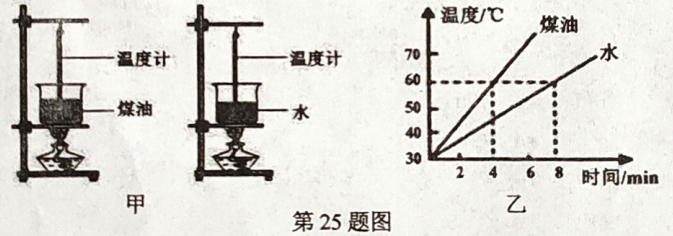 温度计
煤油
温度计
水
甲
温度/℃
煤油
水
70
60
50
40
30
2 4 6 8
时间/min
乙
第25题图